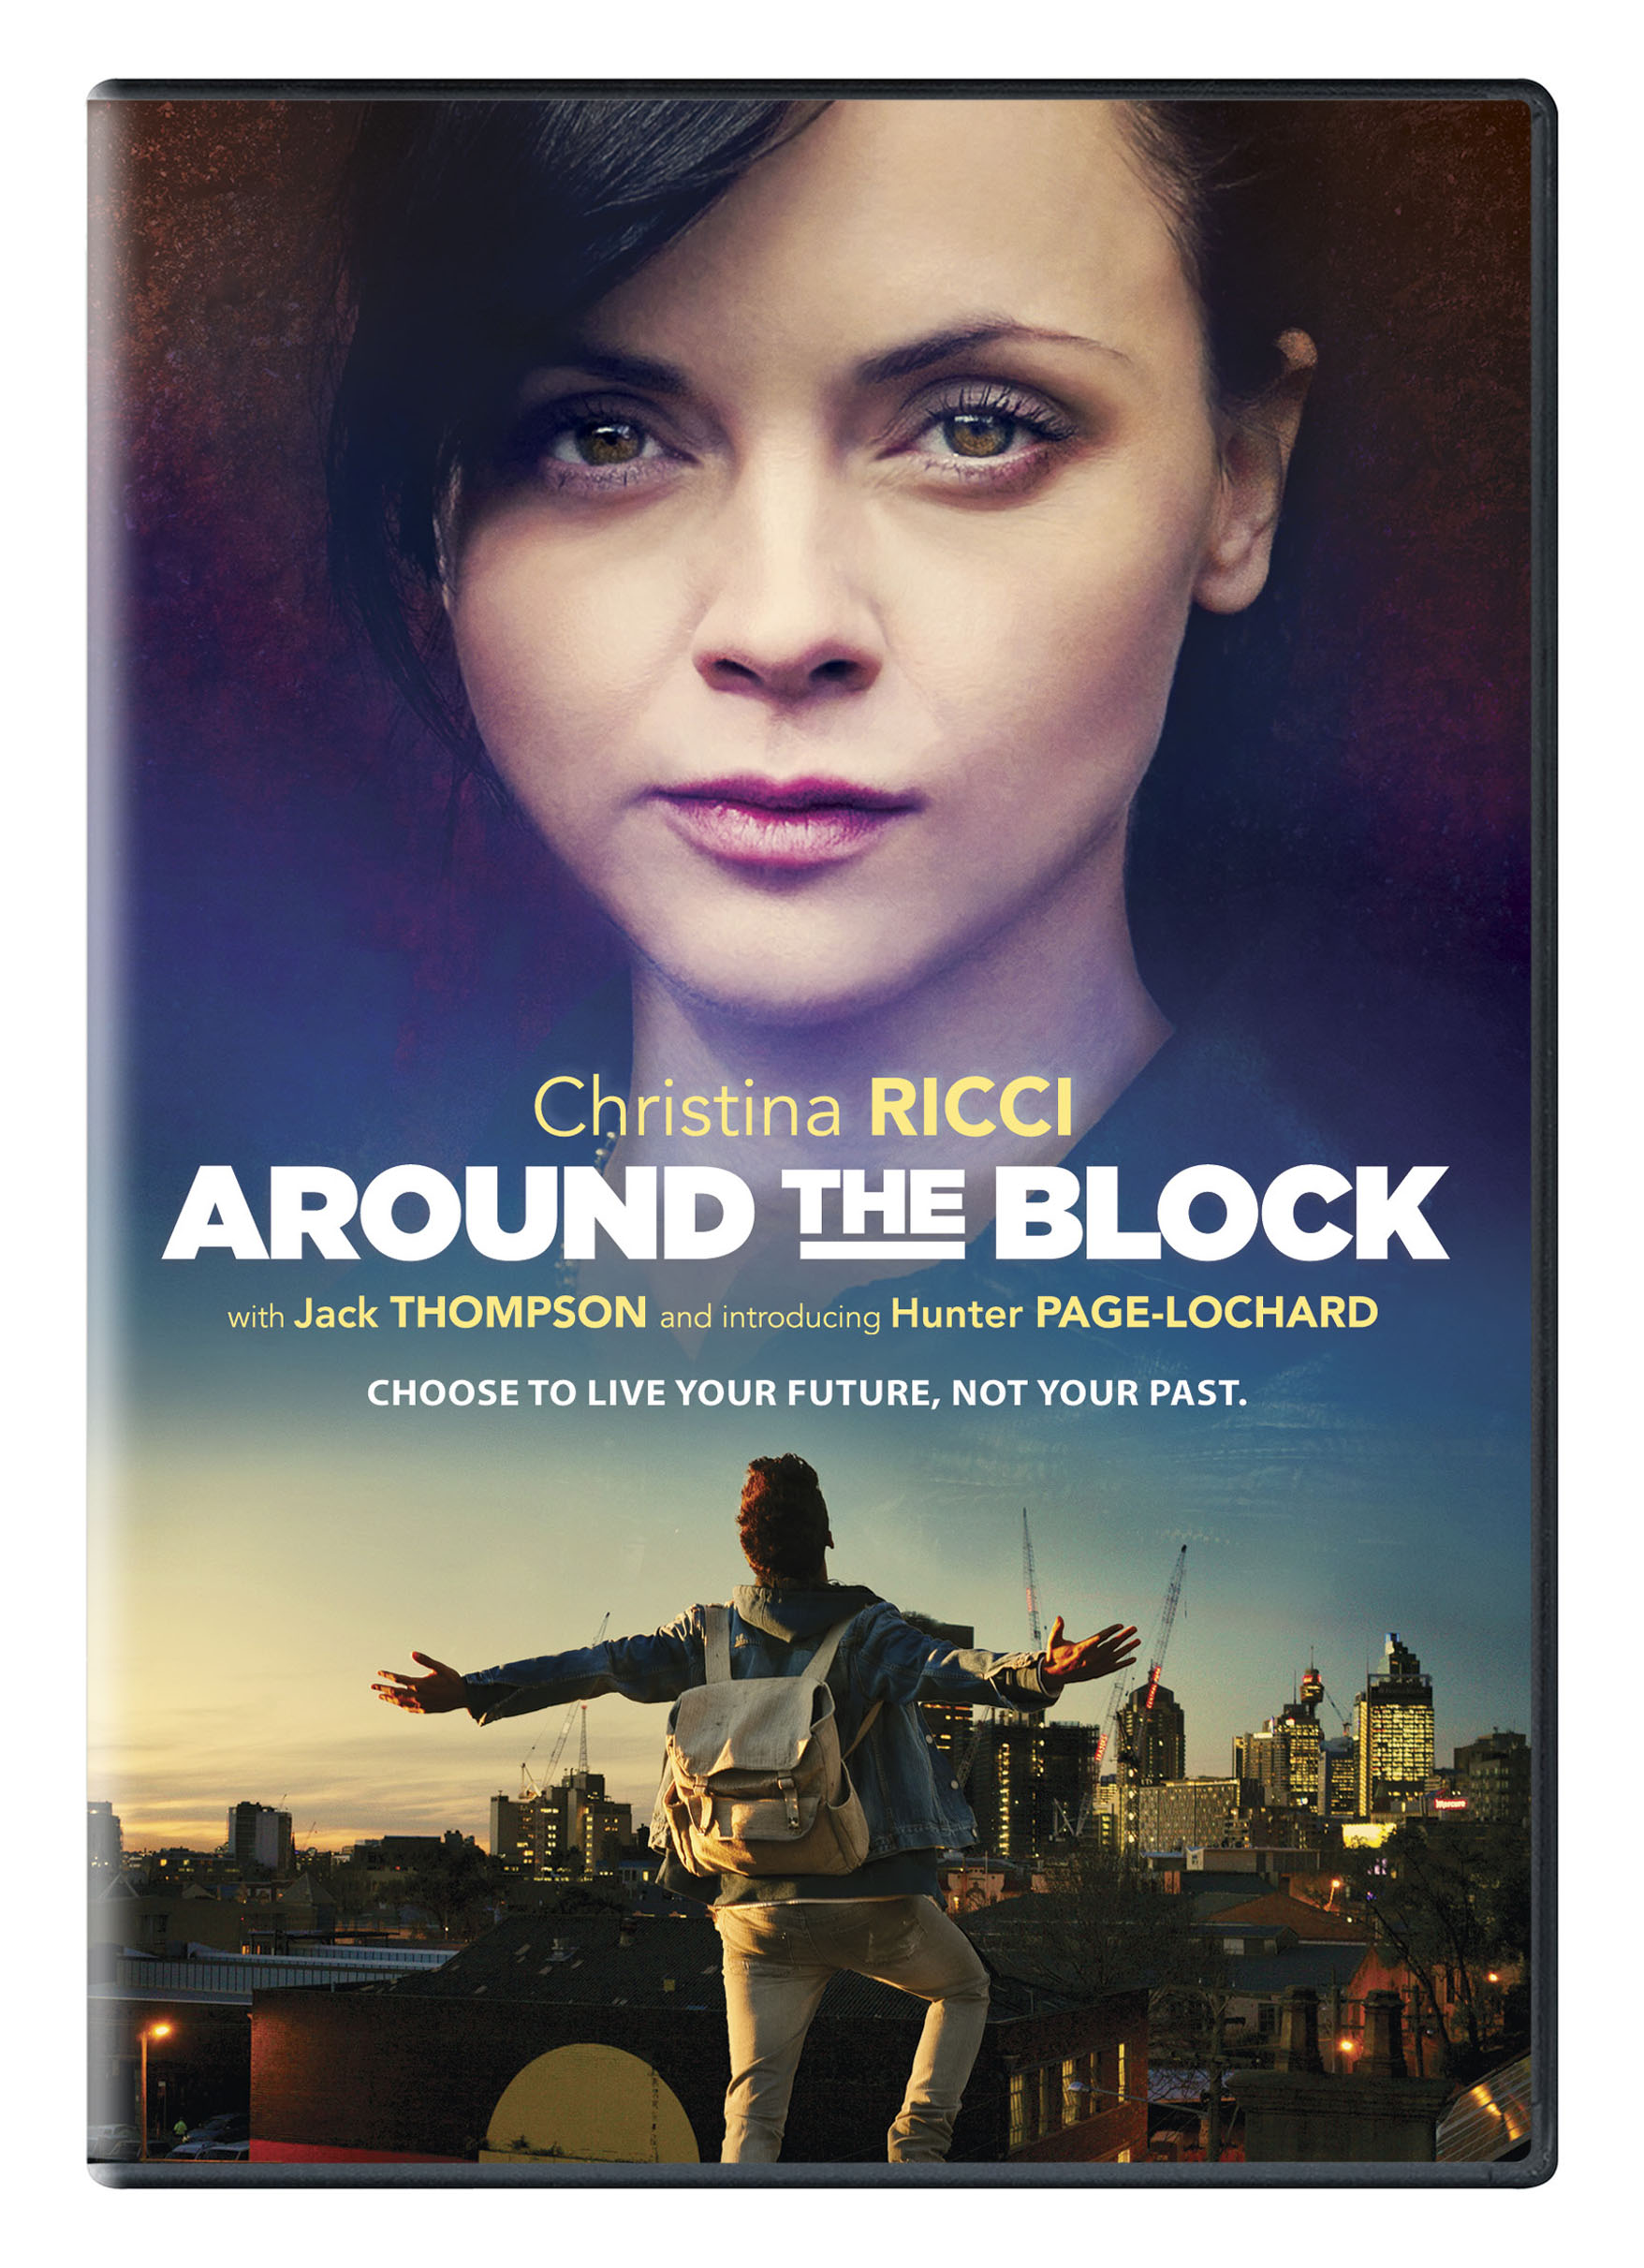 Christina RICCI
AROUND THE BLOCK
with Jack THOMPSON and introducing Hunter PAGE-LOCHARD
CHOOSE TO LIVE YOUR FUTURE, NOT YOUR PAST.
Mercure